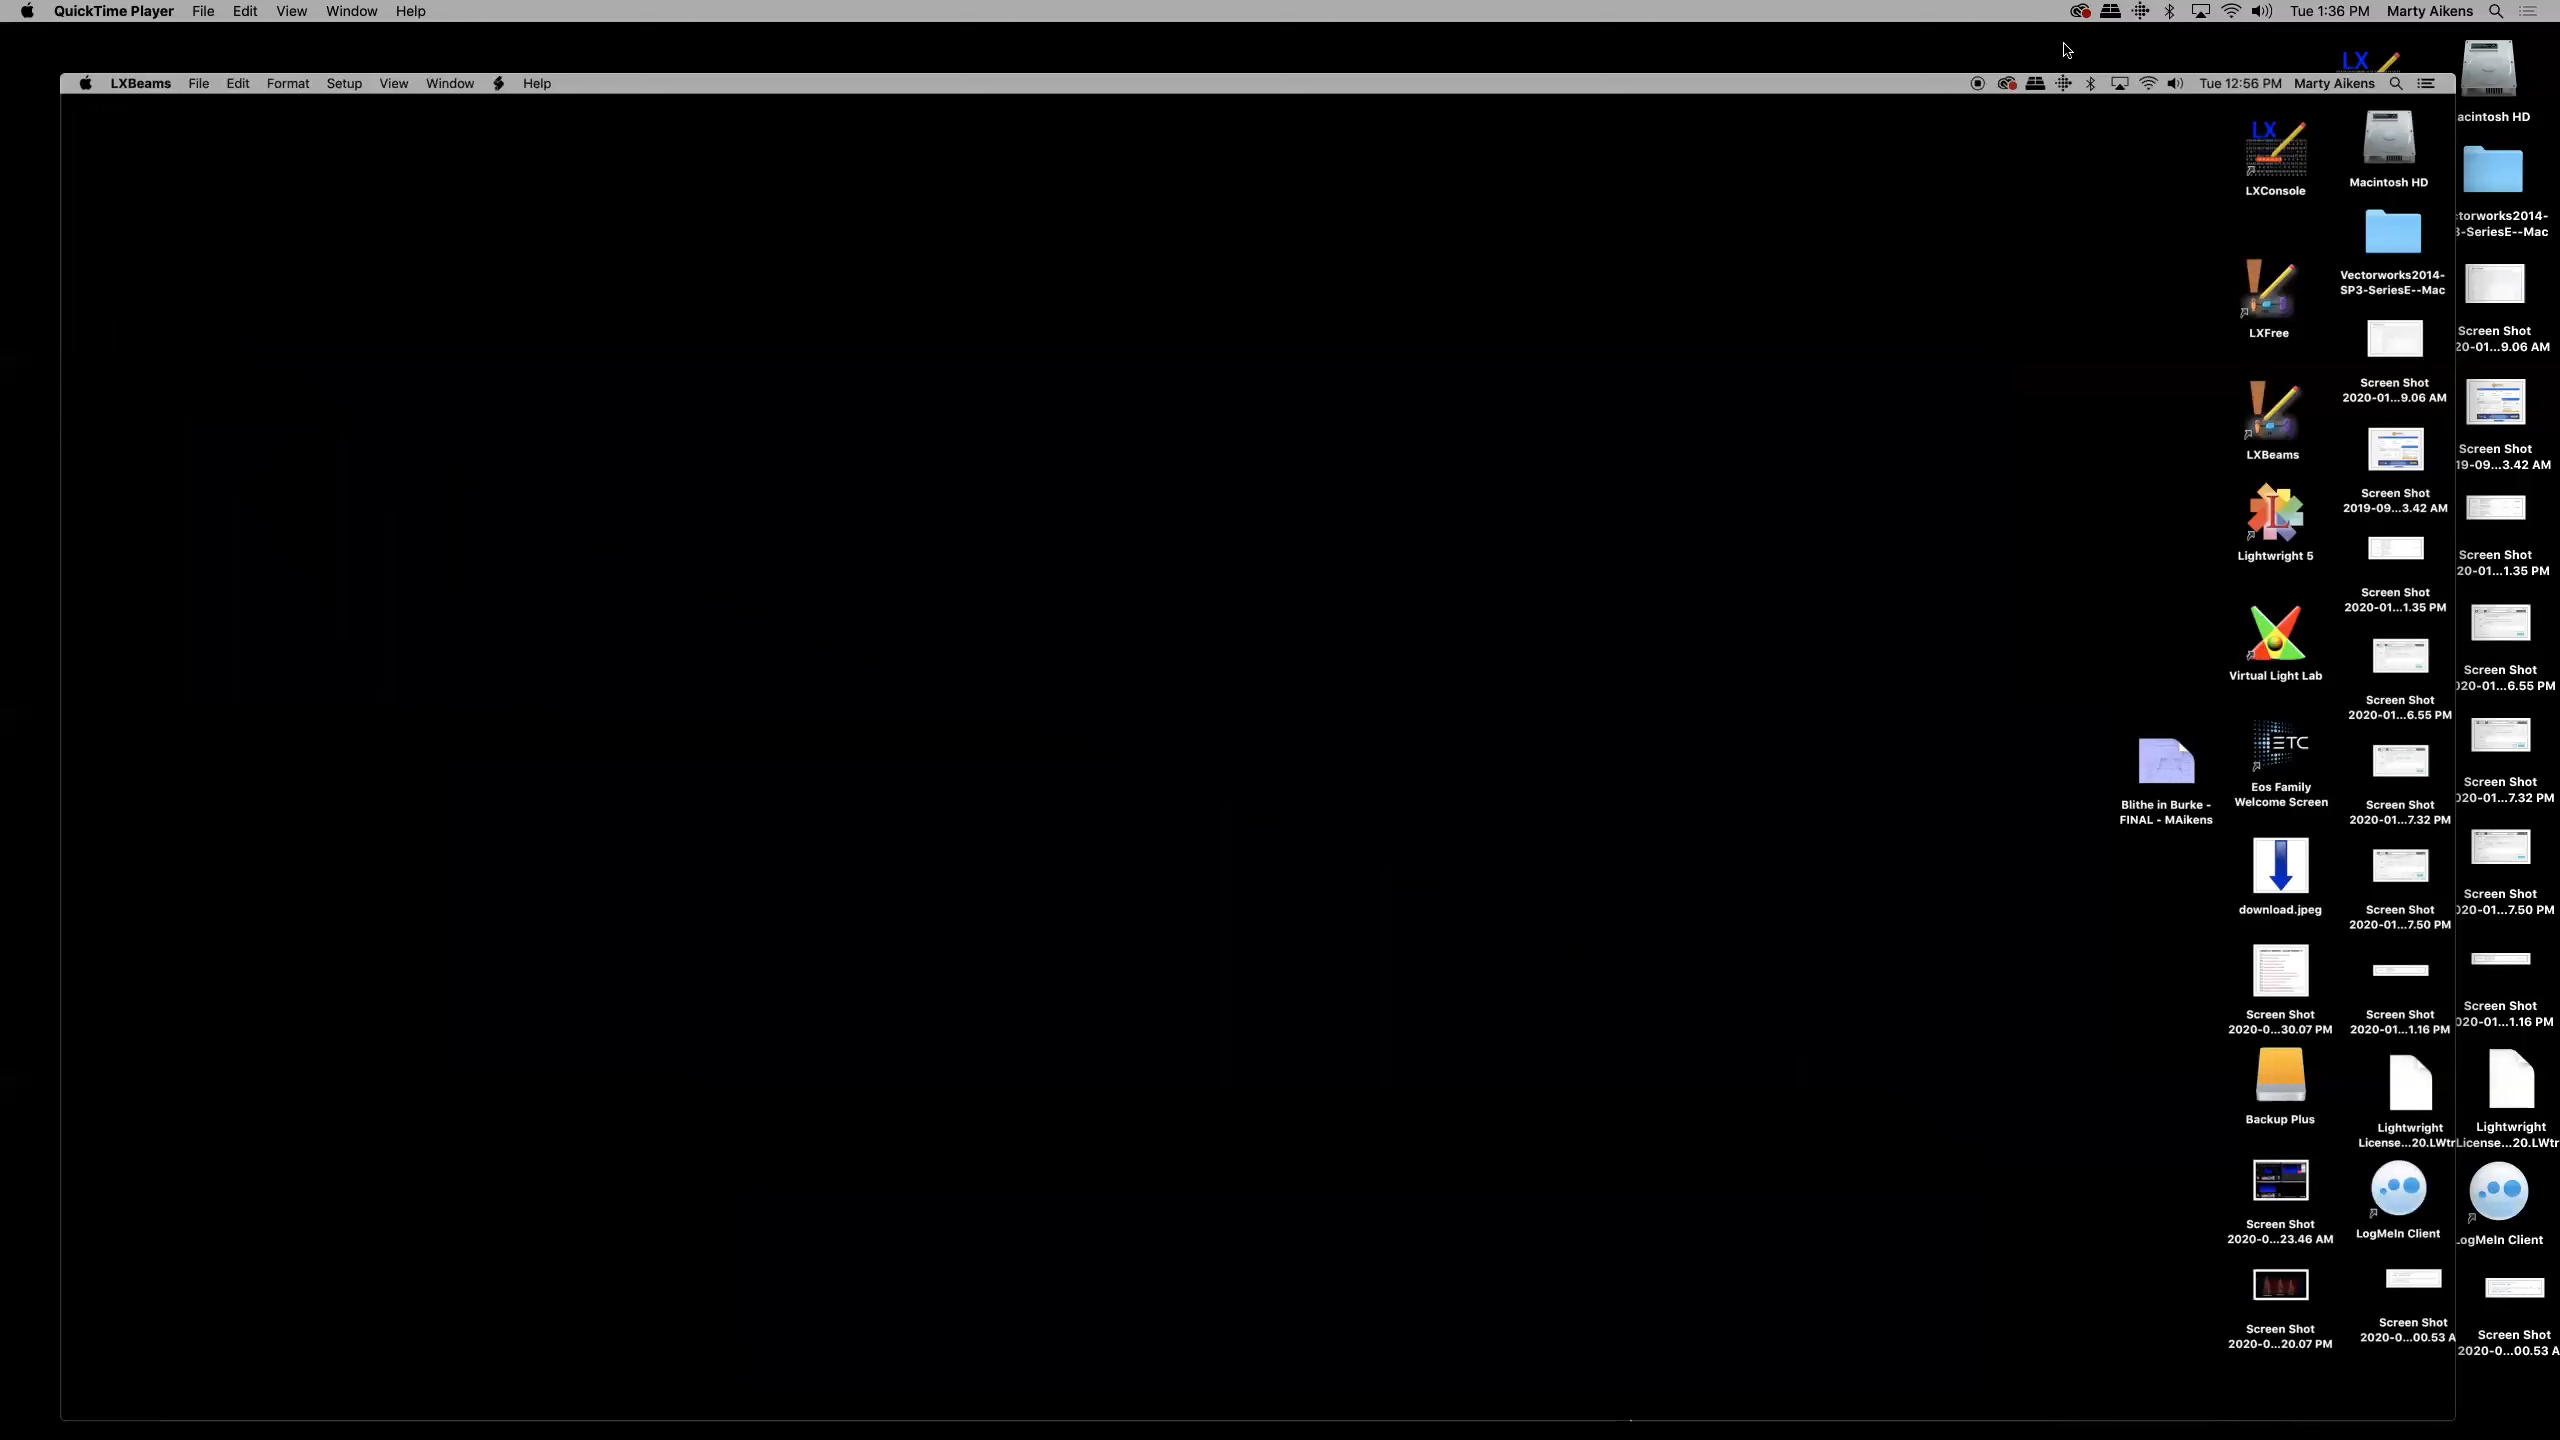 QuickTime Player File Edit View Window Help Tue 1:36 PM Marty Aikens
LX
LXBeams File Edit Format Setup View Window Help Tue 12:56 PM Marty Aikens
acintosh HD
LX
LXConsole
Macintosh HD
torworks2014-
3-SeriesE--Mac
Vectorworks2014-
SP3-SeriesE--Mac
LXFree
Screen Shot
20-01...9.06 AM
Screen Shot
2020-01...9.06 AM
LXBeams
Screen Shot
19-09...3.42 AM
Screen Shot
2019-09...3.42 AM
L
Lightwright 5
Screen Shot
20-01...1.35 PM
Screen Shot
2020-01...1.35 PM
Virtual Light Lab
Screen Shot
020-01...6.55 PM
Screen Shot
2020-01...6.55 PM
ETC
Eos Family
Welcome Screen
Blithe in Burke -
FINAL - MAikens
Screen Shot
020-01...7.32 PM
Screen Shot
2020-01...7.32 PM
download.jpeg
Screen Shot
020-01...7.50 PM
Screen Shot
2020-01...7.50 PM
Screen Shot
2020-0...30.07 PM
Screen Shot
2020-01...1.16 PM
Screen Shot
020-01...1.16 PM
Backup Plus
Lightwright
License...20.LWtr
Lightwright
License...20.LWtr
Screen Shot
2020-0...23.46 AM
LogMeIn Client
LogMeIn Client
Screen Shot
2020-0...20.07 PM
Screen Shot
2020-0...00.53 A
Screen Shot
2020-0...00.53 A